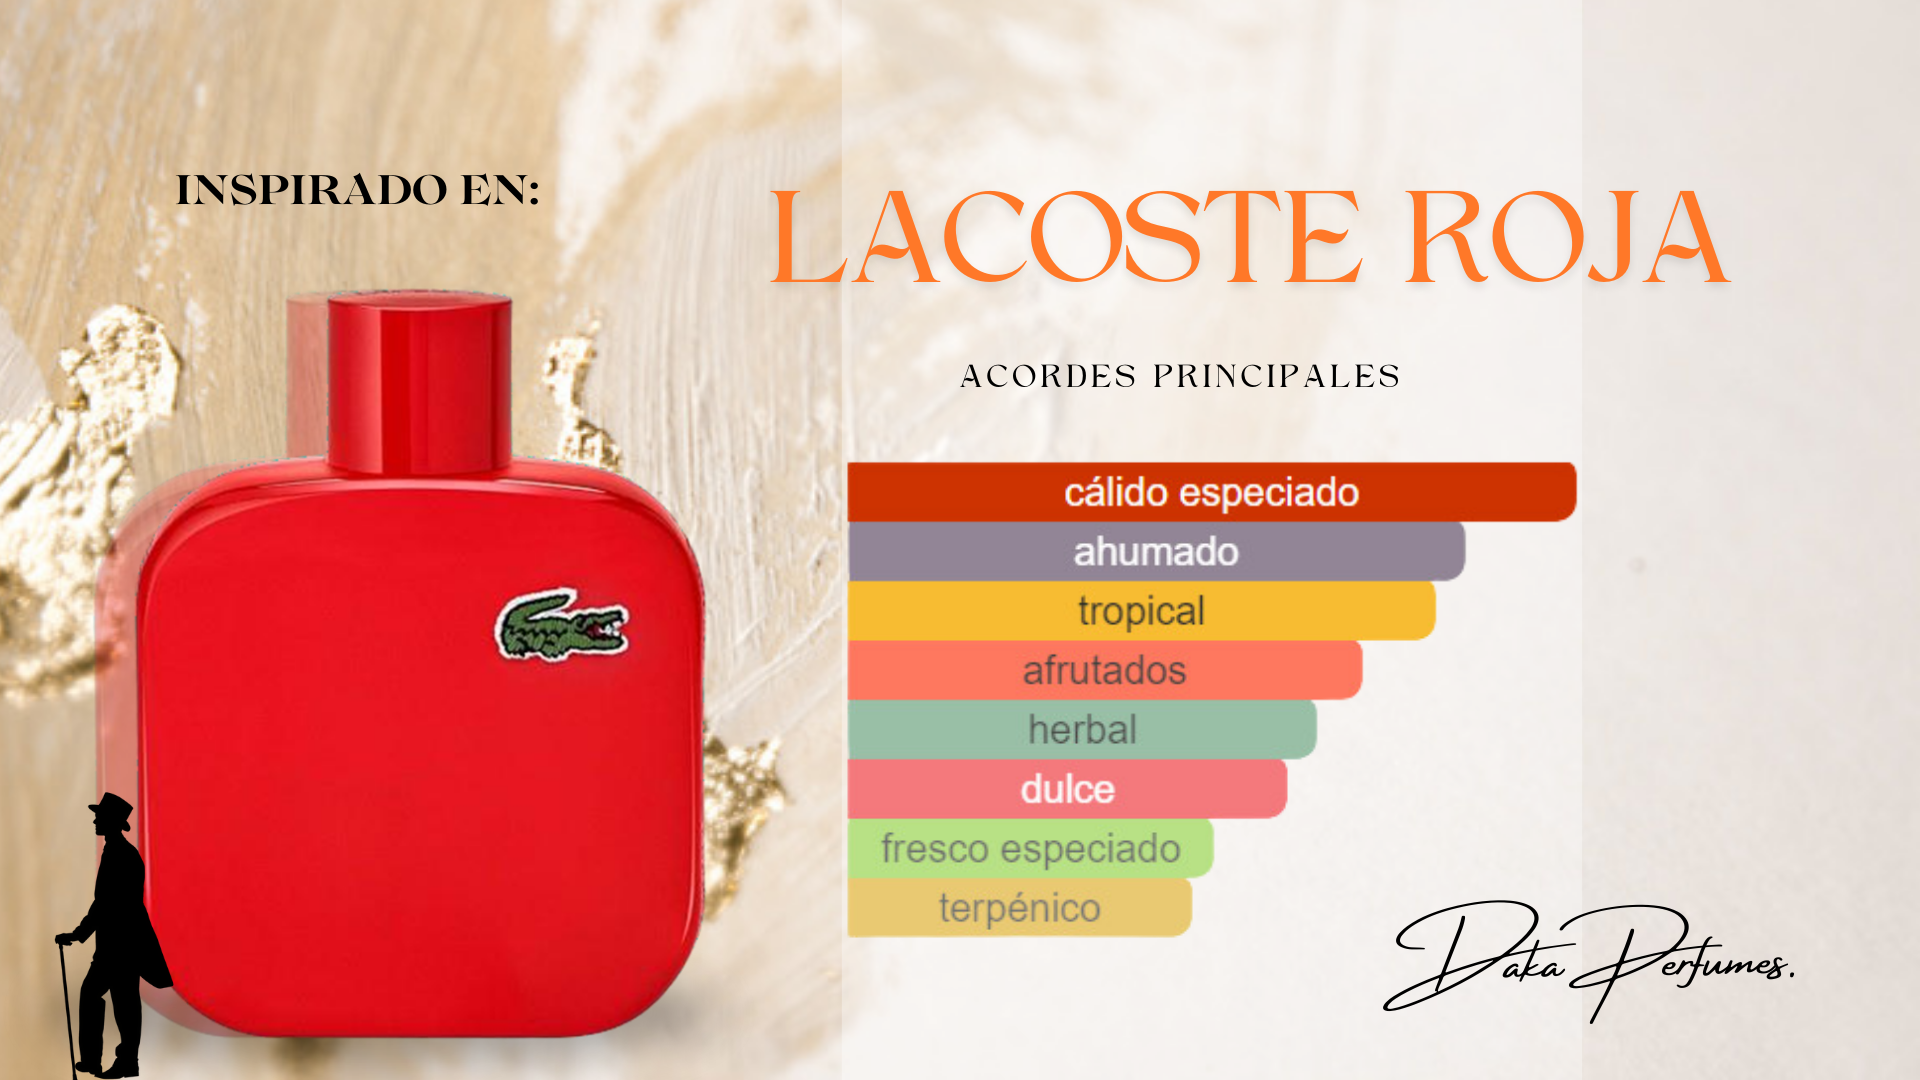 INSPIRADO EN:
LACOSTE ROJA
ACORDES PRINCIPALES
cálido especiado
ahumado
tropical
afrutados
herbal
dulce
fresco especiado
terpénico
Daka Perfumes.